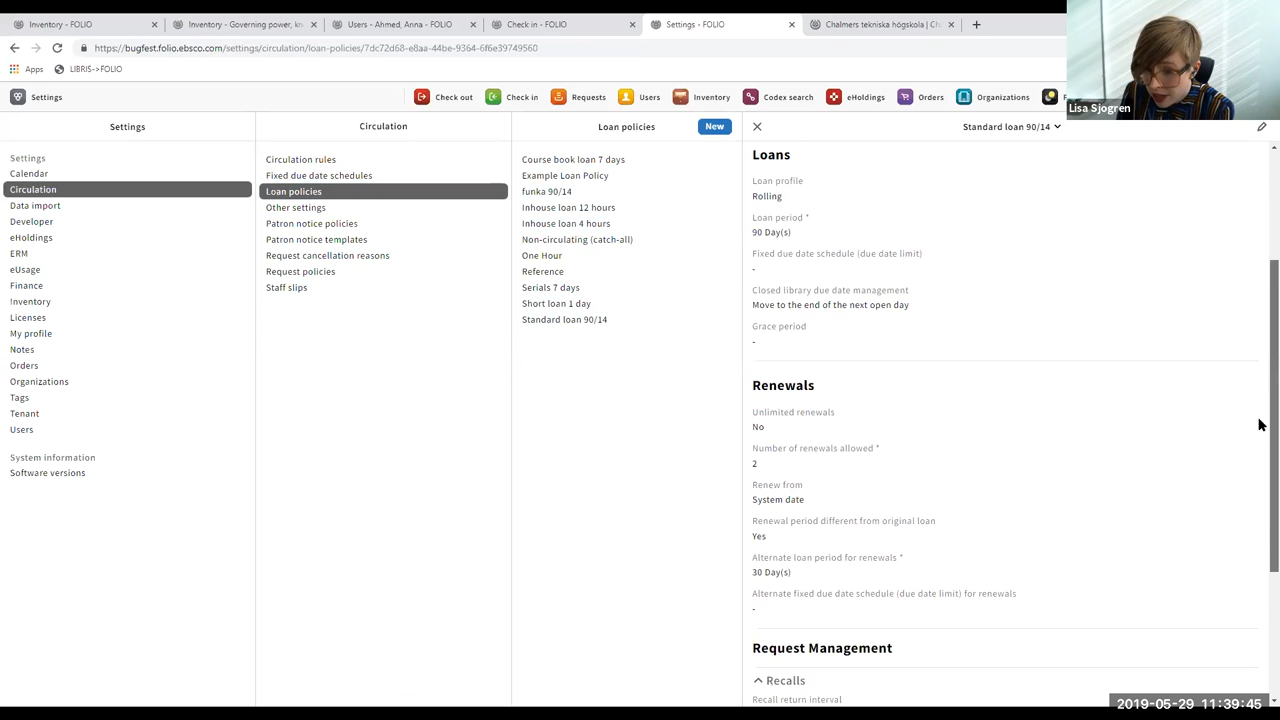 Inventory - FOLIO
Inventory - Governing power, kn
Users - Ahmed, Anna - FOLIO
Check in - FOLIO
Settings - FOLIO
Chalmers tekniska högskola | Ch
https://bugfest.folio.ebsco.com/settings/circulation/loan-policies/7dc72d68-e8aa-44be-9364-6f6e39749560
Apps
LIBRIS->FOLIO
Lisa Sjögren
Settings
Check out
Check in
Requests
Users
Inventory
Codex search
eHoldings
Orders
Organizations
Settings
Circulation
Loan policies
New
Standard loan 90/14
Settings
Calendar
Circulation
Data import
Developer
eHoldings
ERM
eUsage
Finance
Inventory
Licenses
My profile
Notes
Orders
Organizations
Tags
Tenant
Users
System information
Software versions
Circulation rules
Fixed due date schedules
Loan policies
Other settings
Patron notice policies
Patron notice templates
Request cancellation reasons
Request policies
Staff slips
Course book loan 7 days
Example Loan Policy
funka 90/14
Inhouse loan 12 hours
Inhouse loan 4 hours
Non-circulating (catch-all)
One Hour
Reference
Serials 7 days
Short loan 1 day
Standard loan 90/14
Loans
Loan profile
Rolling
Loan period *
90 Day(s)
Fixed due date schedule (due date limit)
-
Closed library due date management
Move to the end of the next open day
Grace period
-
Renewals
Unlimited renewals
No
Number of renewals allowed *
2
Renew from
System date
Renewal period different from original loan
Yes
Alternate loan period for renewals *
30 Day(s)
Alternate fixed due date schedule (due date limit) for renewals
-
Request Management
Recalls
Recall return interval
2019-05-29 11:39:45